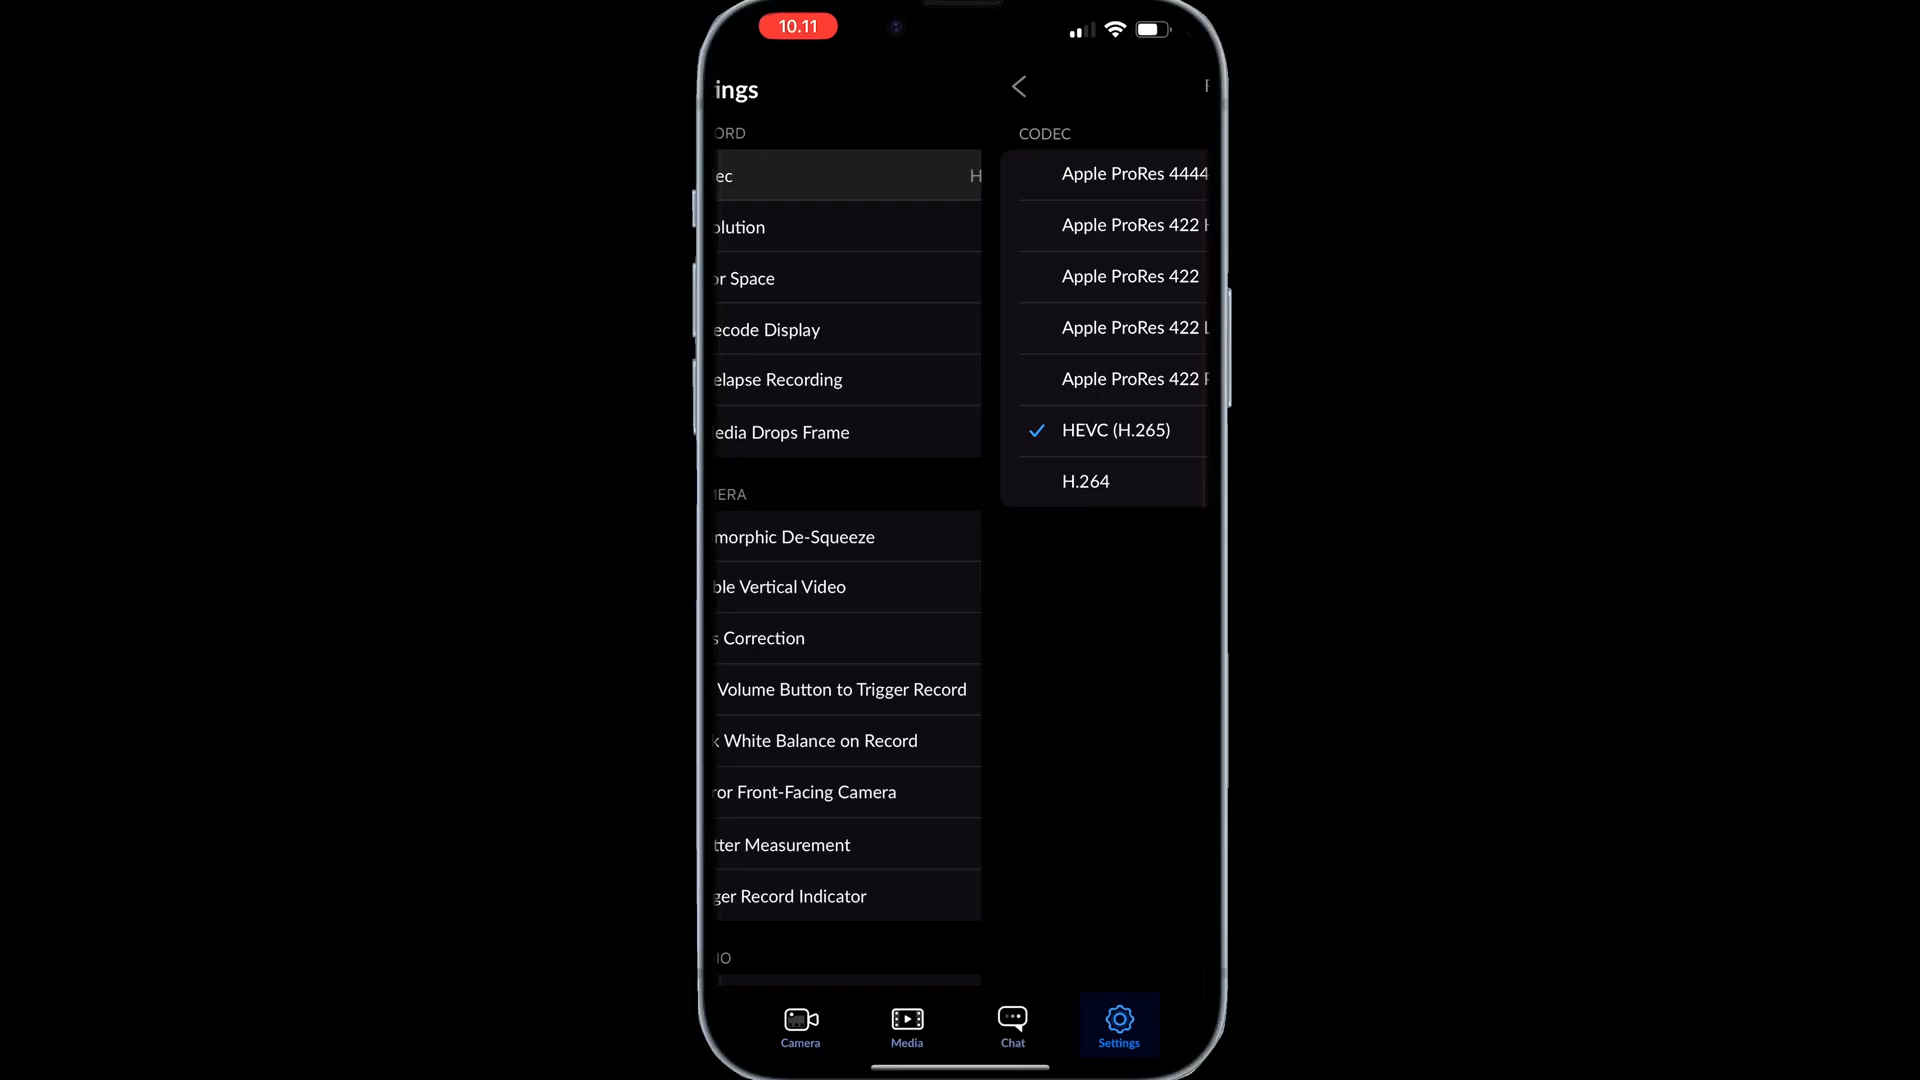 10.11
ings
ORD
ec H
olution
or Space
ecode Display
elapse Recording
edia Drops Frame
ERA
morphic De-Squeeze
ble Vertical Video
s Correction
Volume Button to Trigger Record
k White Balance on Record
ror Front-Facing Camera
tter Measurement
ger Record Indicator
IO
CODEC
Apple ProRes 4444
Apple ProRes 422 H
Apple ProRes 422
Apple ProRes 422 L
Apple ProRes 422 P
HEVC (H.265)
H.264
Camera
Media
Chat
Settings